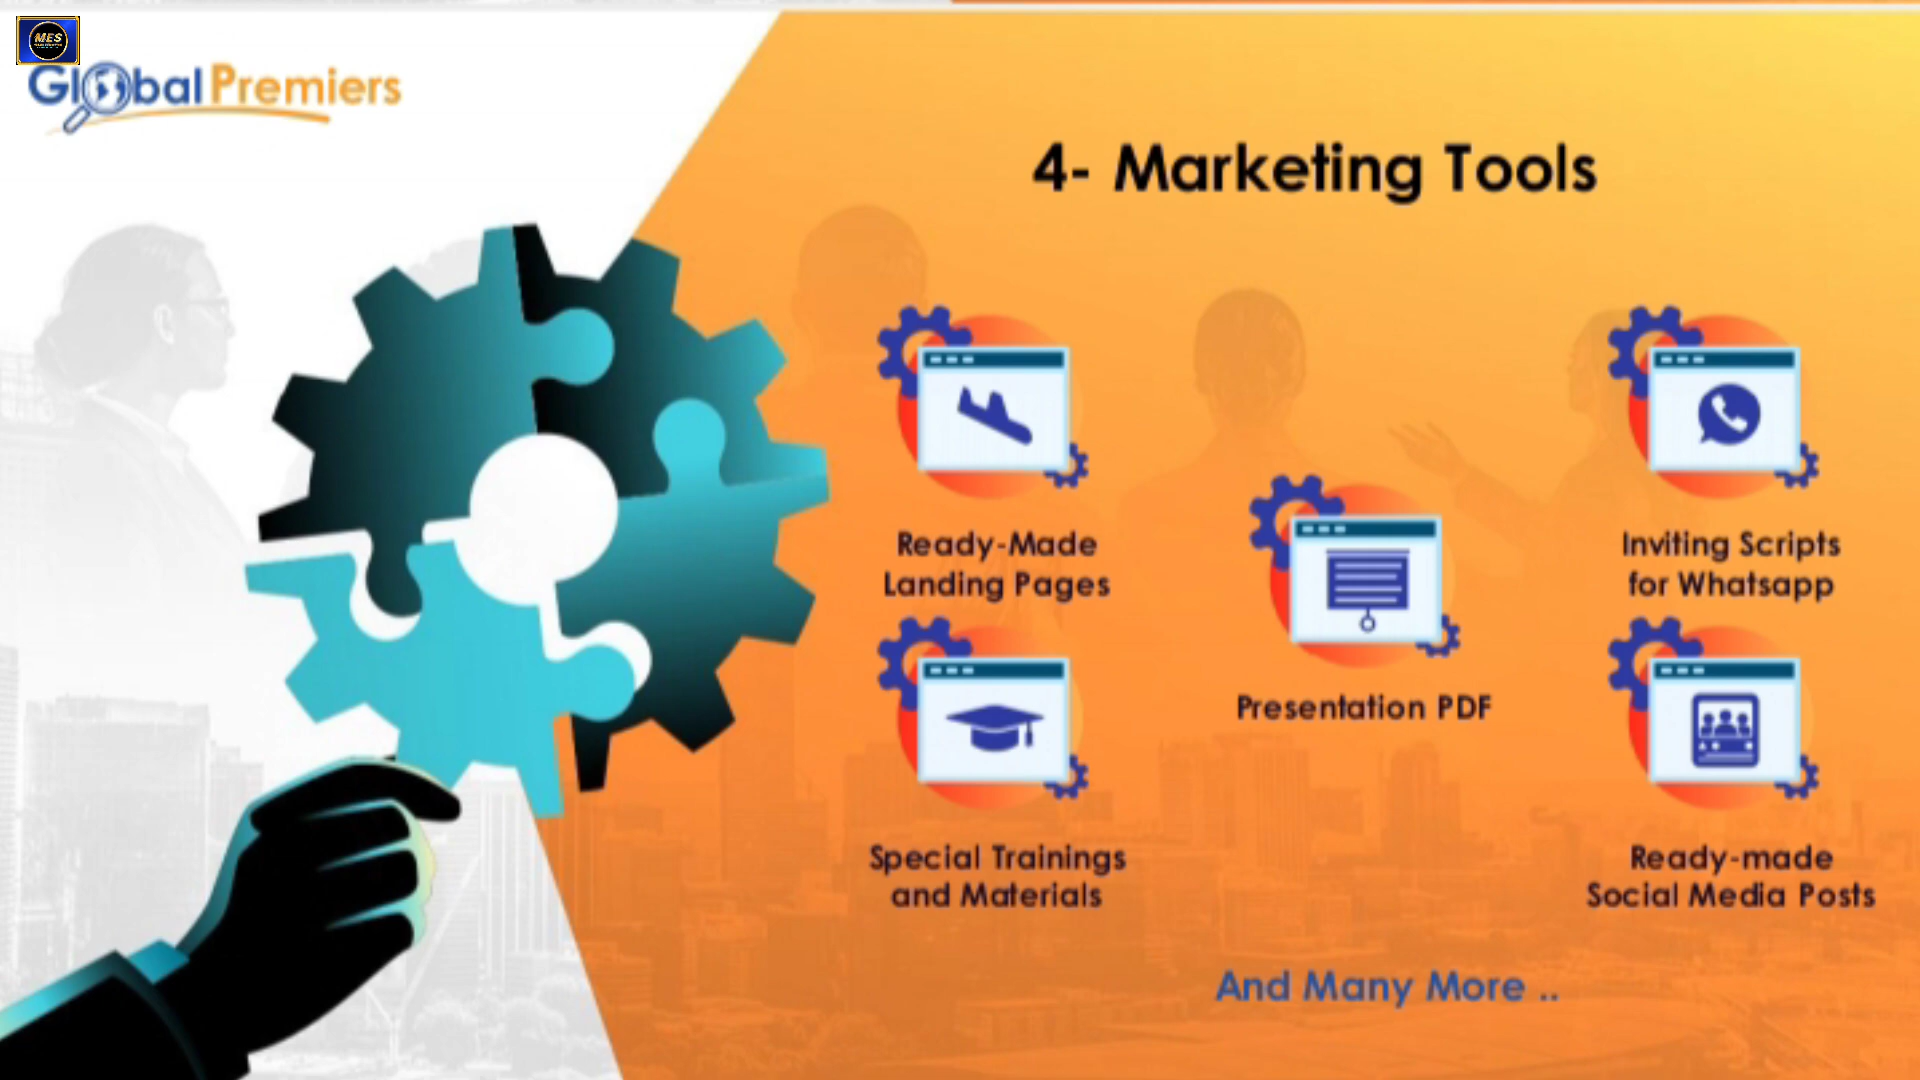 MES
Global Premiers
4- Marketing Tools
Ready-Made
Landing Pages
Inviting Scripts
for Whatsapp
Presentation PDF
Special Trainings
and Materials
Ready-made
Social Media Posts
And Many More ..